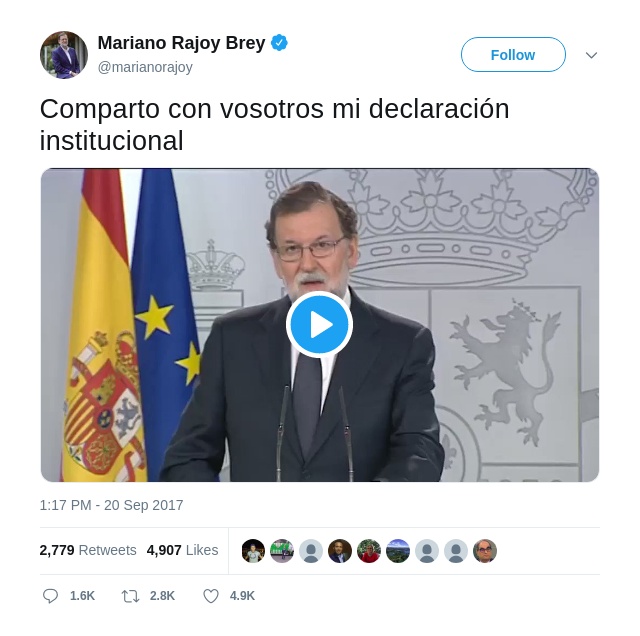 Mariano Rajoy Brey
@marianorajoy
Follow
Comparto con vosotros mi declaración
institucional
1:17 PM - 20 Sep 2017
2,779 Retweets 4,907 Likes
1.6K 2.8K 4.9K